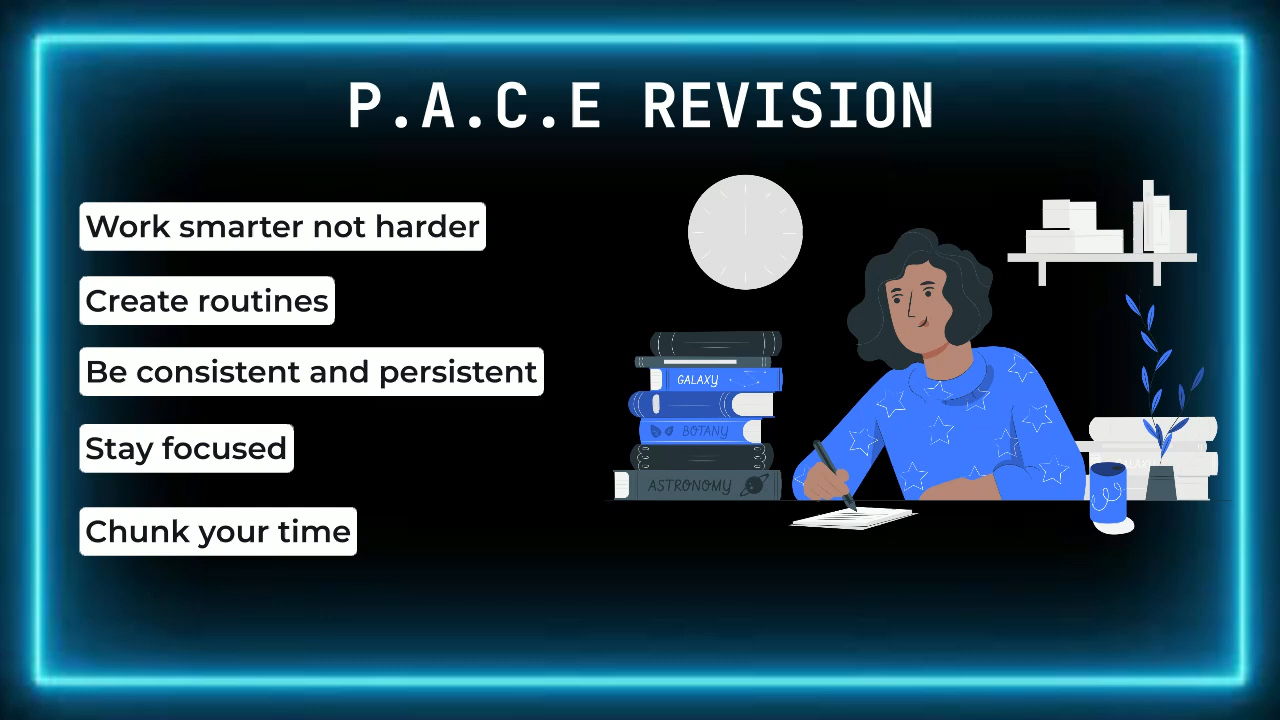 P.A.C.E REVISION
Work smarter not harder
Create routines
Be consistent and persistent
Stay focused
Chunk your time
GALAXY
BOTANY
ASTRONOMY
GALAXY